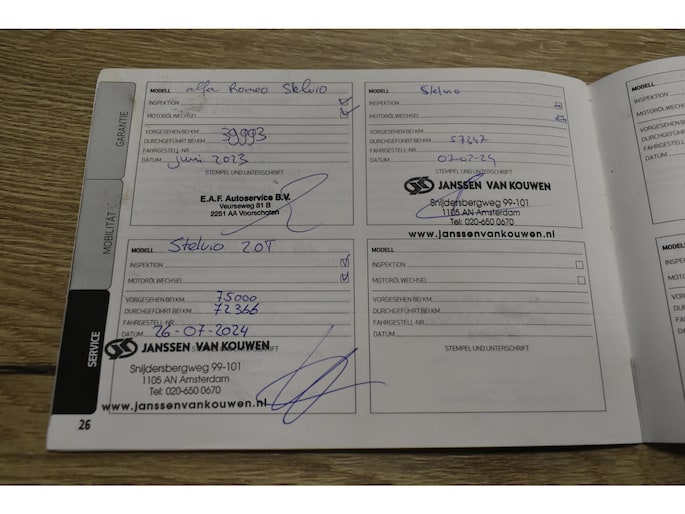 GARANTIE
MOBILITÄT
SERVICE
MODELL alfa Romeo Stelvio
INSPEKTION
MOTORÖLWECHSEL
VORGESEHEN BEI KM
DURCHGEFÜHRT BEI KM 39993
FAHRGESTELL-NR.
DATUM juni 2023
STEMPEL UND UNTERSCHRIFT
E.A.F. Autoservice B.V.
Veurseweg 81 B
2251 AA Voorschoten
MODELL Stelvio
INSPEKTION
MOTORÖLWECHSEL
VORGESEHEN BEI KM
DURCHGEFÜHRT BEI KM 57247
FAHRGESTELL-NR.
DATUM 07-02-24
STEMPEL UND UNTERSCHRIFT
JANSSEN VAN KOUWEN
Snijdersbergweg 99-101
1105 AN Amsterdam
Tel: 020-650 0670
www.janssenvankouwen.nl
MODELL Stelvio 2.0T
INSPEKTION
MOTORÖLWECHSEL
VORGESEHEN BEI KM 75000
DURCHGEFÜHRT BEI KM 72366
FAHRGESTELL-NR.
DATUM 26-07-2024
JANSSEN VAN KOUWEN
Snijdersbergweg 99-101
1105 AN Amsterdam
Tel: 020-650 0670
www.janssenvankouwen.nl
MODELL
INSPEKTION
MOTORÖLWECHSEL
VORGESEHEN BEI KM
DURCHGEFÜHRT BEI KM
FAHRGESTELL-NR.
DATUM
STEMPEL UND UNTERSCHRIFT
26
MODELL
INSPEKTION